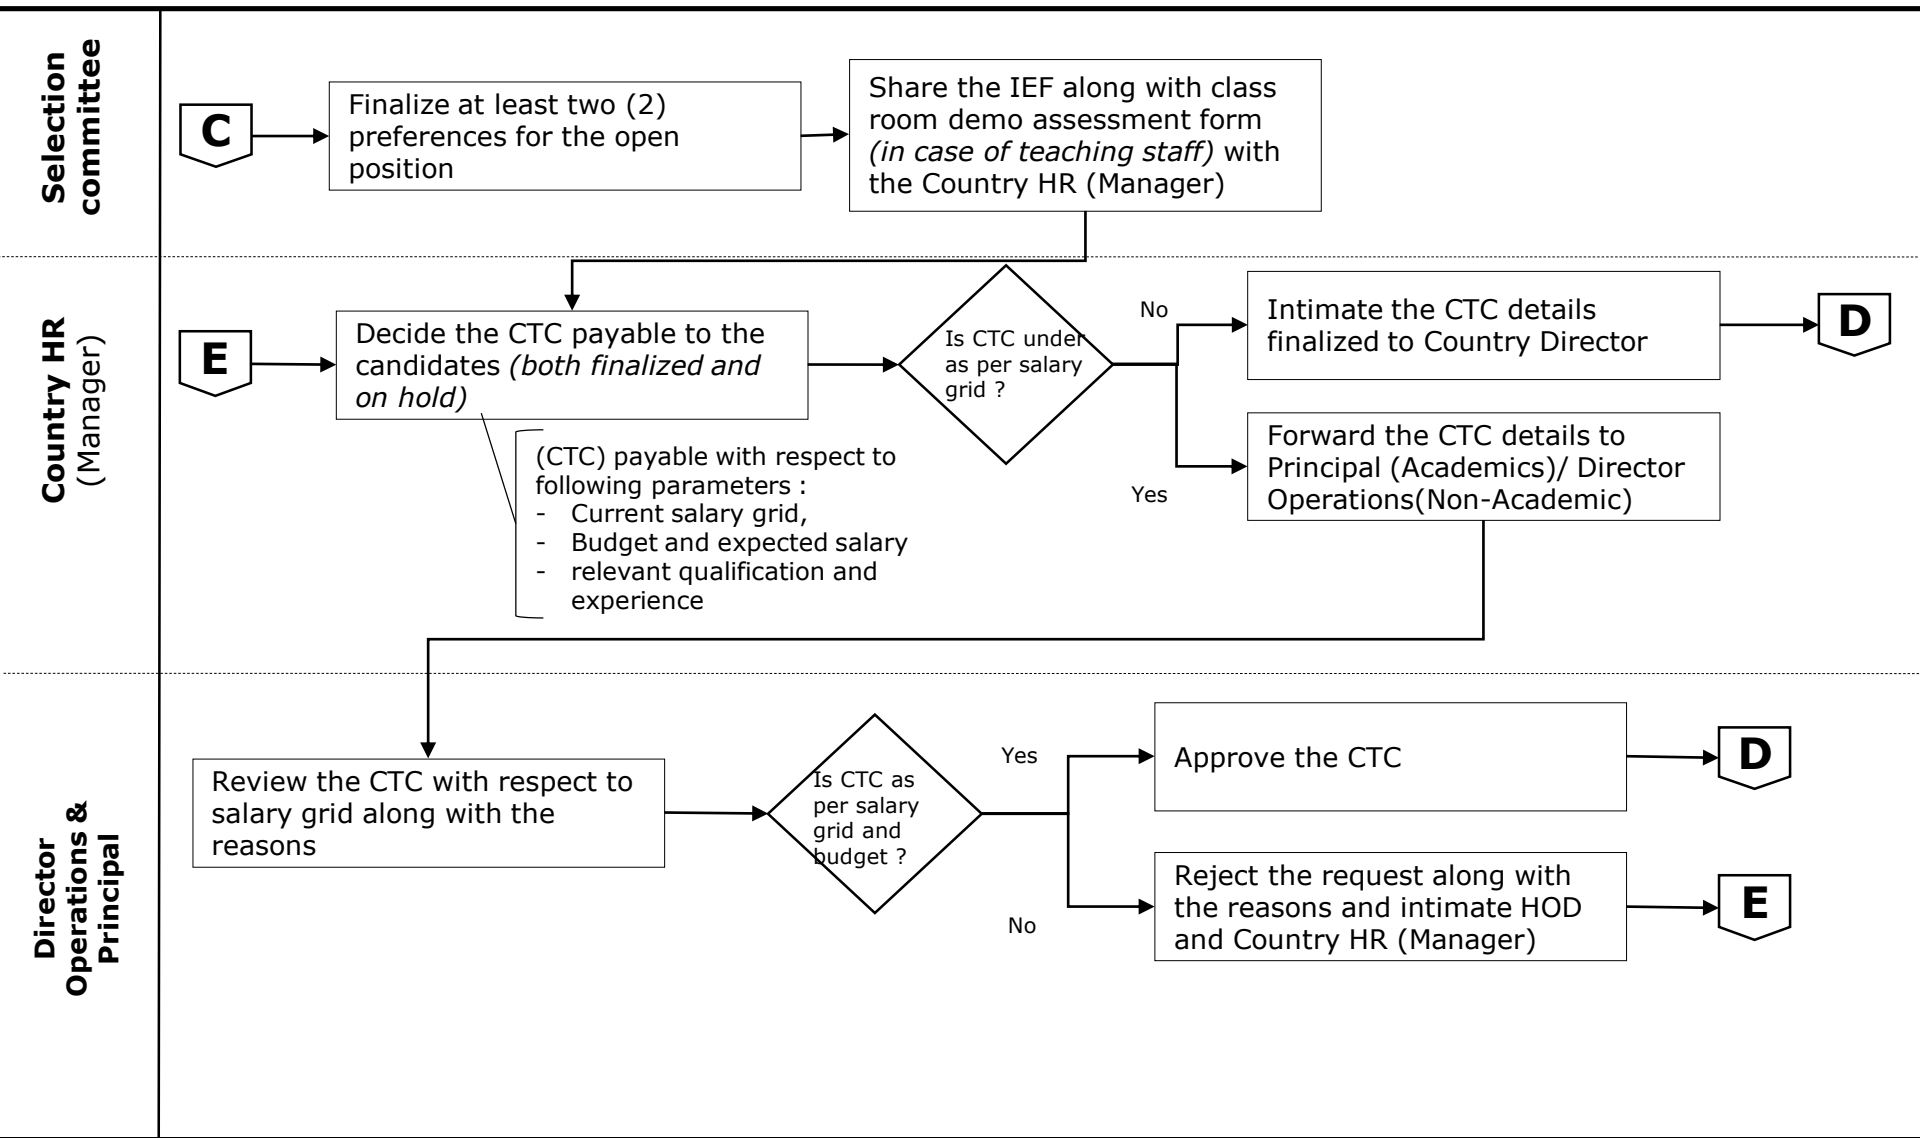 Selection
committee
C
Finalize at least two (2)
preferences for the open
position
Share the IEF along with class
room demo assessment form
(in case of teaching staff) with
the Country HR (Manager)
Country HR
(Manager)
E
Decide the CTC payable to the
candidates (both finalized and
on hold)
Is CTC under
as per salary
grid ?
No
Intimate the CTC details
finalized to Country Director
D
Yes
Forward the CTC details to
Principal (Academics)/ Director
Operations(Non-Academic)
(CTC) payable with respect to
following parameters :
- Current salary grid,
- Budget and expected salary
- relevant qualification and
experience
Director
Operations &
Principal
Review the CTC with respect to
salary grid along with the
reasons
Is CTC as
per salary
grid and
budget ?
Yes
Approve the CTC
D
No
Reject the request along with
the reasons and intimate HOD
and Country HR (Manager)
E